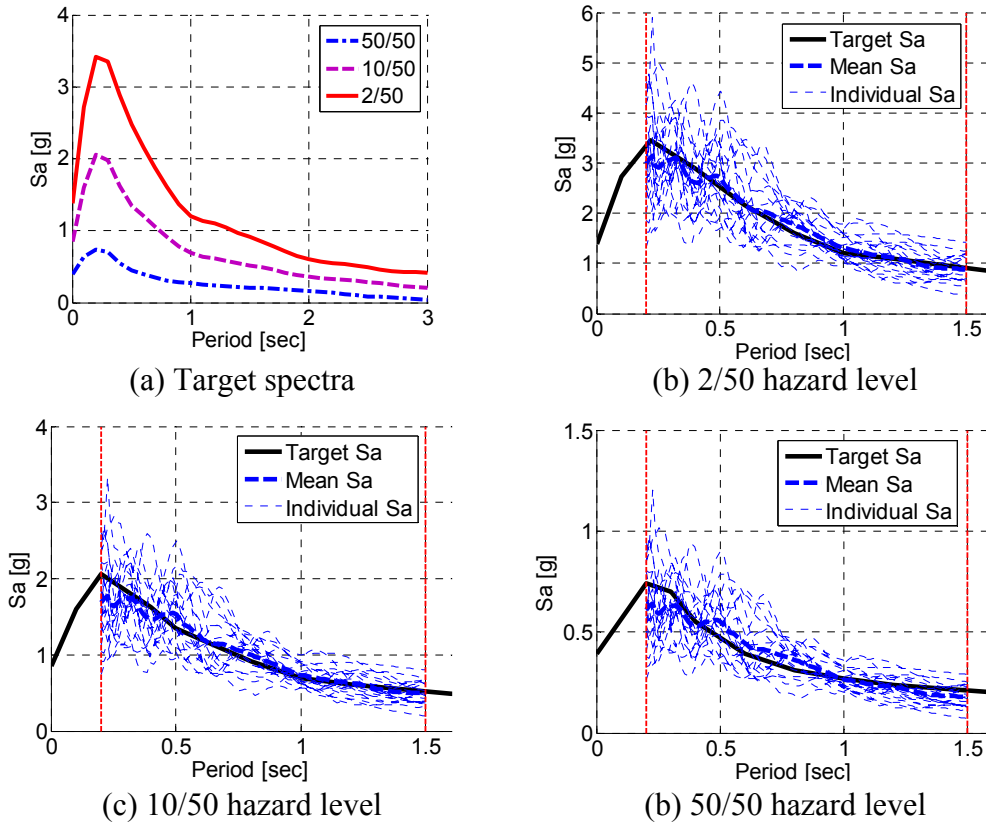 4
3
2
1
0
Sa [g]
50/50
10/50
2/50
0
1
2
3
Period [sec]
(a) Target spectra
6
5
4
3
2
1
0
Sa [g]
Target Sa
Mean Sa
Individual Sa
0
0.5
1
1.5
Period [sec]
(b) 2/50 hazard level
4
3
2
1
0
Sa [g]
Target Sa
Mean Sa
Individual Sa
0
0.5
1
1.5
Period [sec]
(c) 10/50 hazard level
1.5
1
0.5
0
Sa [g]
Target Sa
Mean Sa
Individual Sa
0
0.5
1
1.5
Period [sec]
(b) 50/50 hazard level